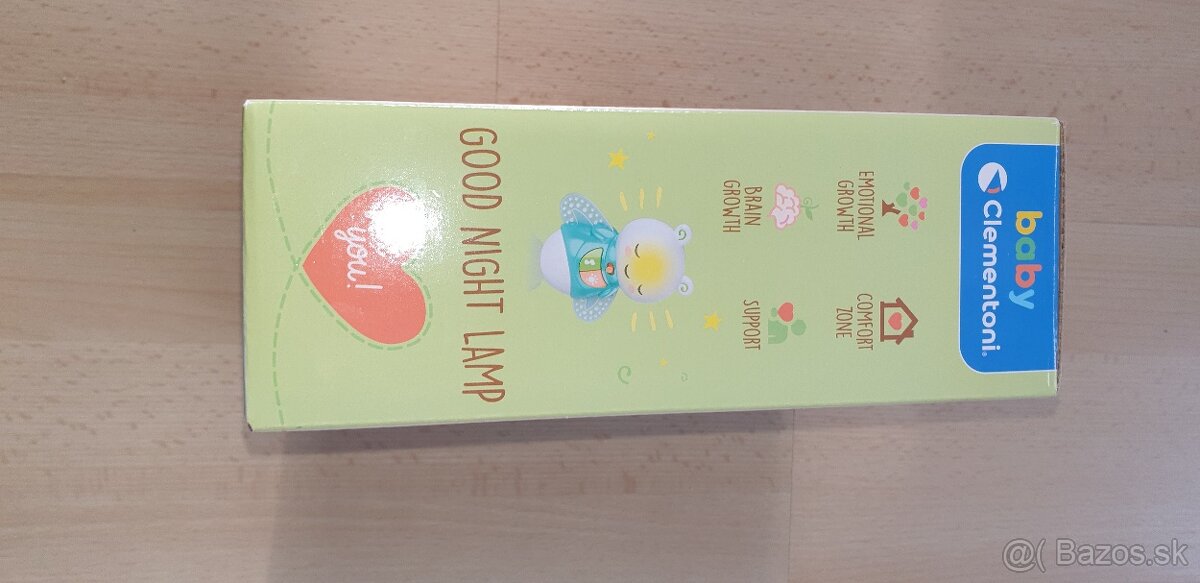 baby
Clementoni®
EMOTIONAL
GROWTH
COMFORT
ZONE
BRAIN
GROWTH
SUPPORT
GOOD NIGHT LAMP
you!
@( Bazos.sk